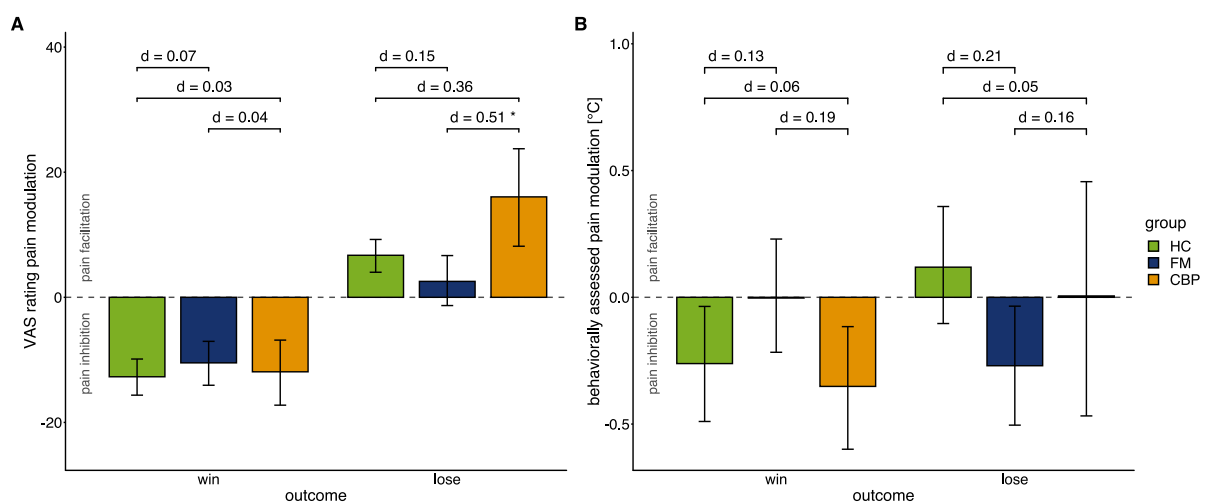 A
VAS rating pain modulation
pain facilitation
pain inhibition
40
20
0
-20
d = 0.07
d = 0.03
d = 0.04
d = 0.15
d = 0.36
d = 0.51 *
win
lose
outcome
B
behaviorally assessed pain modulation [°C]
pain facilitation
pain inhibition
1.0
0.5
0.0
-0.5
d = 0.13
d = 0.06
d = 0.19
d = 0.21
d = 0.05
d = 0.16
win
lose
outcome
group
HC
FM
CBP